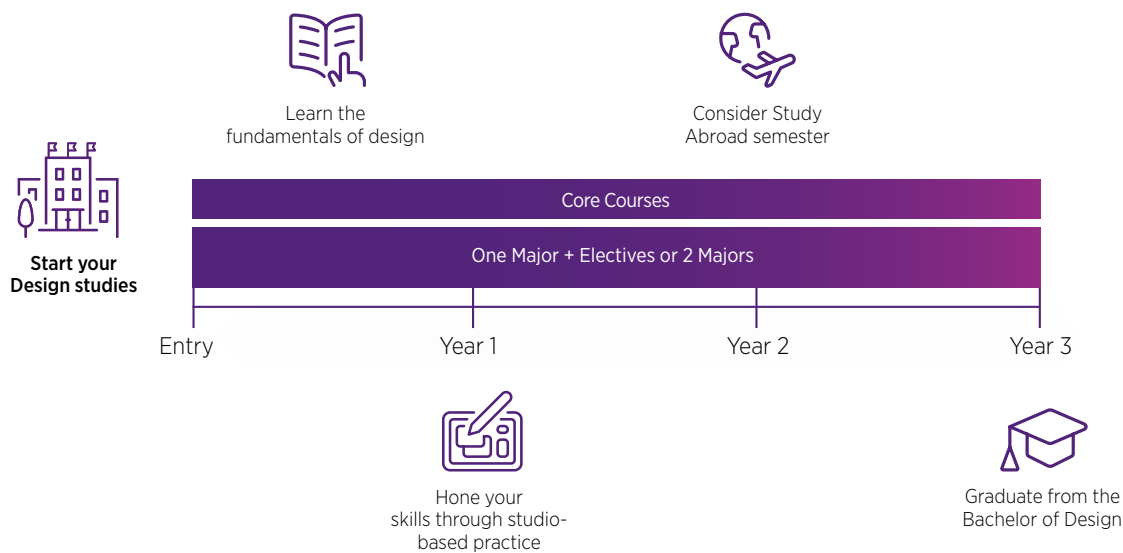 Learn the
fundamentals of design
Consider Study
Abroad semester
Start your
Design studies
Core Courses
One Major + Electives or 2 Majors
Entry
Year 1
Year 2
Year 3
Hone your
skills through studio-
based practice
Graduate from the
Bachelor of Design